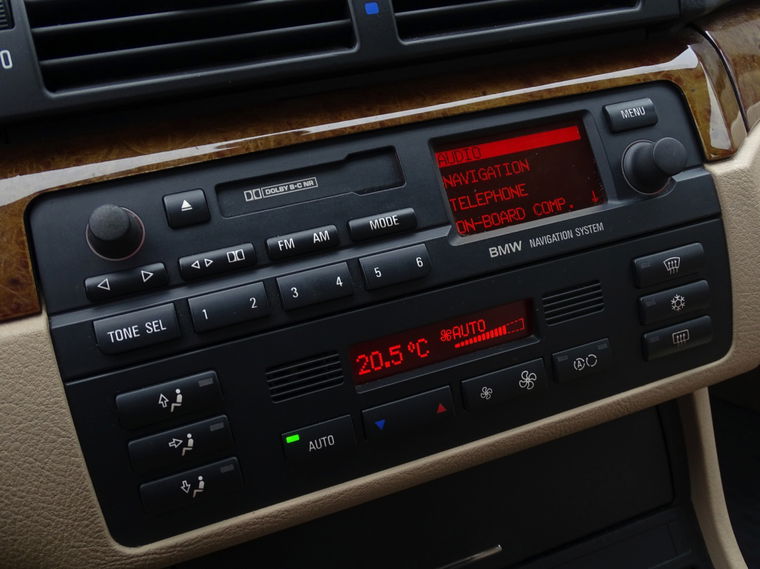 0
MENU
DOLBY B-C NR
AUDIO
NAVIGATION
TELEPHONE
ON-BOARD COMP.
FM AM
MODE
BMW NAVIGATION SYSTEM
TONE SEL
1 2
3 4
5 6
20.5°C
AUTO
AUTO
A